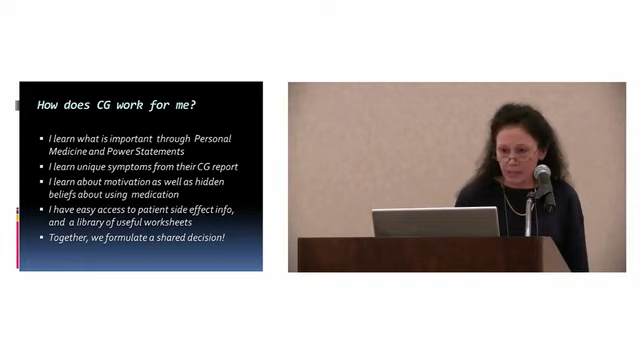 How does CG work for me?
I learn what is important through Personal
Medicine and Power Statements
I learn unique symptoms from their CG report
I learn about motivation as well as hidden
beliefs about using medication
I have easy access to patient side effect info,
and a library of useful worksheets
Together, we formulate a shared decision!